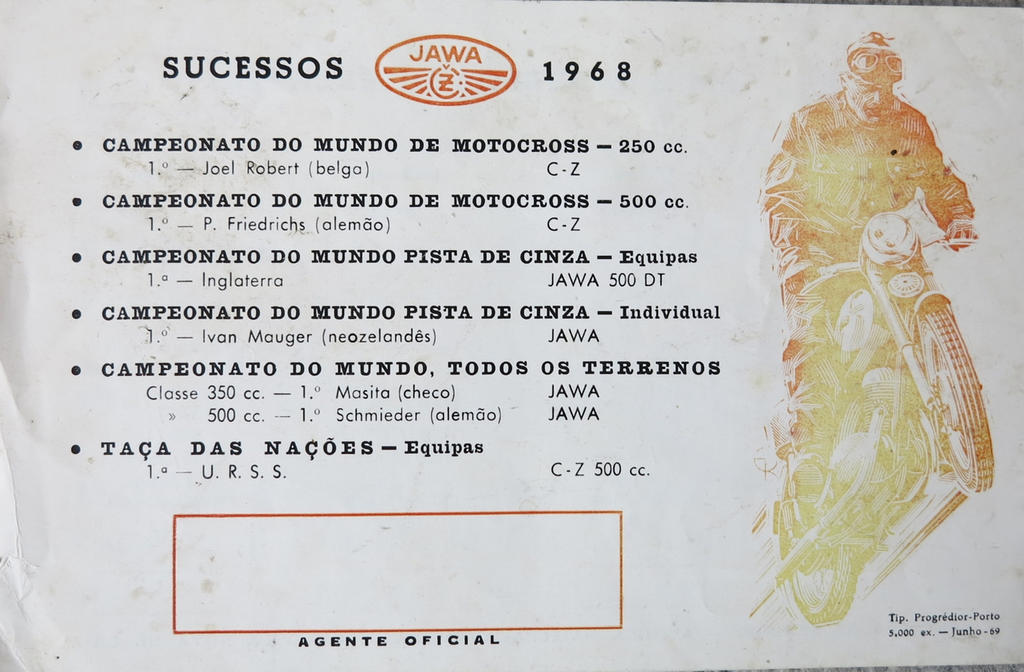 SUCESSOS JAWA ČZ 1968
• CAMPEONATO DO MUNDO DE MOTOCROSS — 250 cc.
1.º — Joel Robert (belga) C-Z
• CAMPEONATO DO MUNDO DE MOTOCROSS — 500 cc.
1.º — P. Friedrichs (alemão) C-Z
• CAMPEONATO DO MUNDO PISTA DE CINZA — Equipas
1.ª — Inglaterra JAWA 500 DT
• CAMPEONATO DO MUNDO PISTA DE CINZA — Individual
1.º — Ivan Mauger (neozelandês) JAWA
• CAMPEONATO DO MUNDO, TODOS OS TERRENOS
Classe 350 cc. — 1.º Masita (checo) JAWA
» 500 cc. — 1.º Schmieder (alemão) JAWA
• TAÇA DAS NAÇÕES — Equipas
1.ª — U. R. S. S. C-Z 500 cc.
AGENTE OFICIAL
Tip. Progrédior-Porto
5.000 ex. — Junho-69